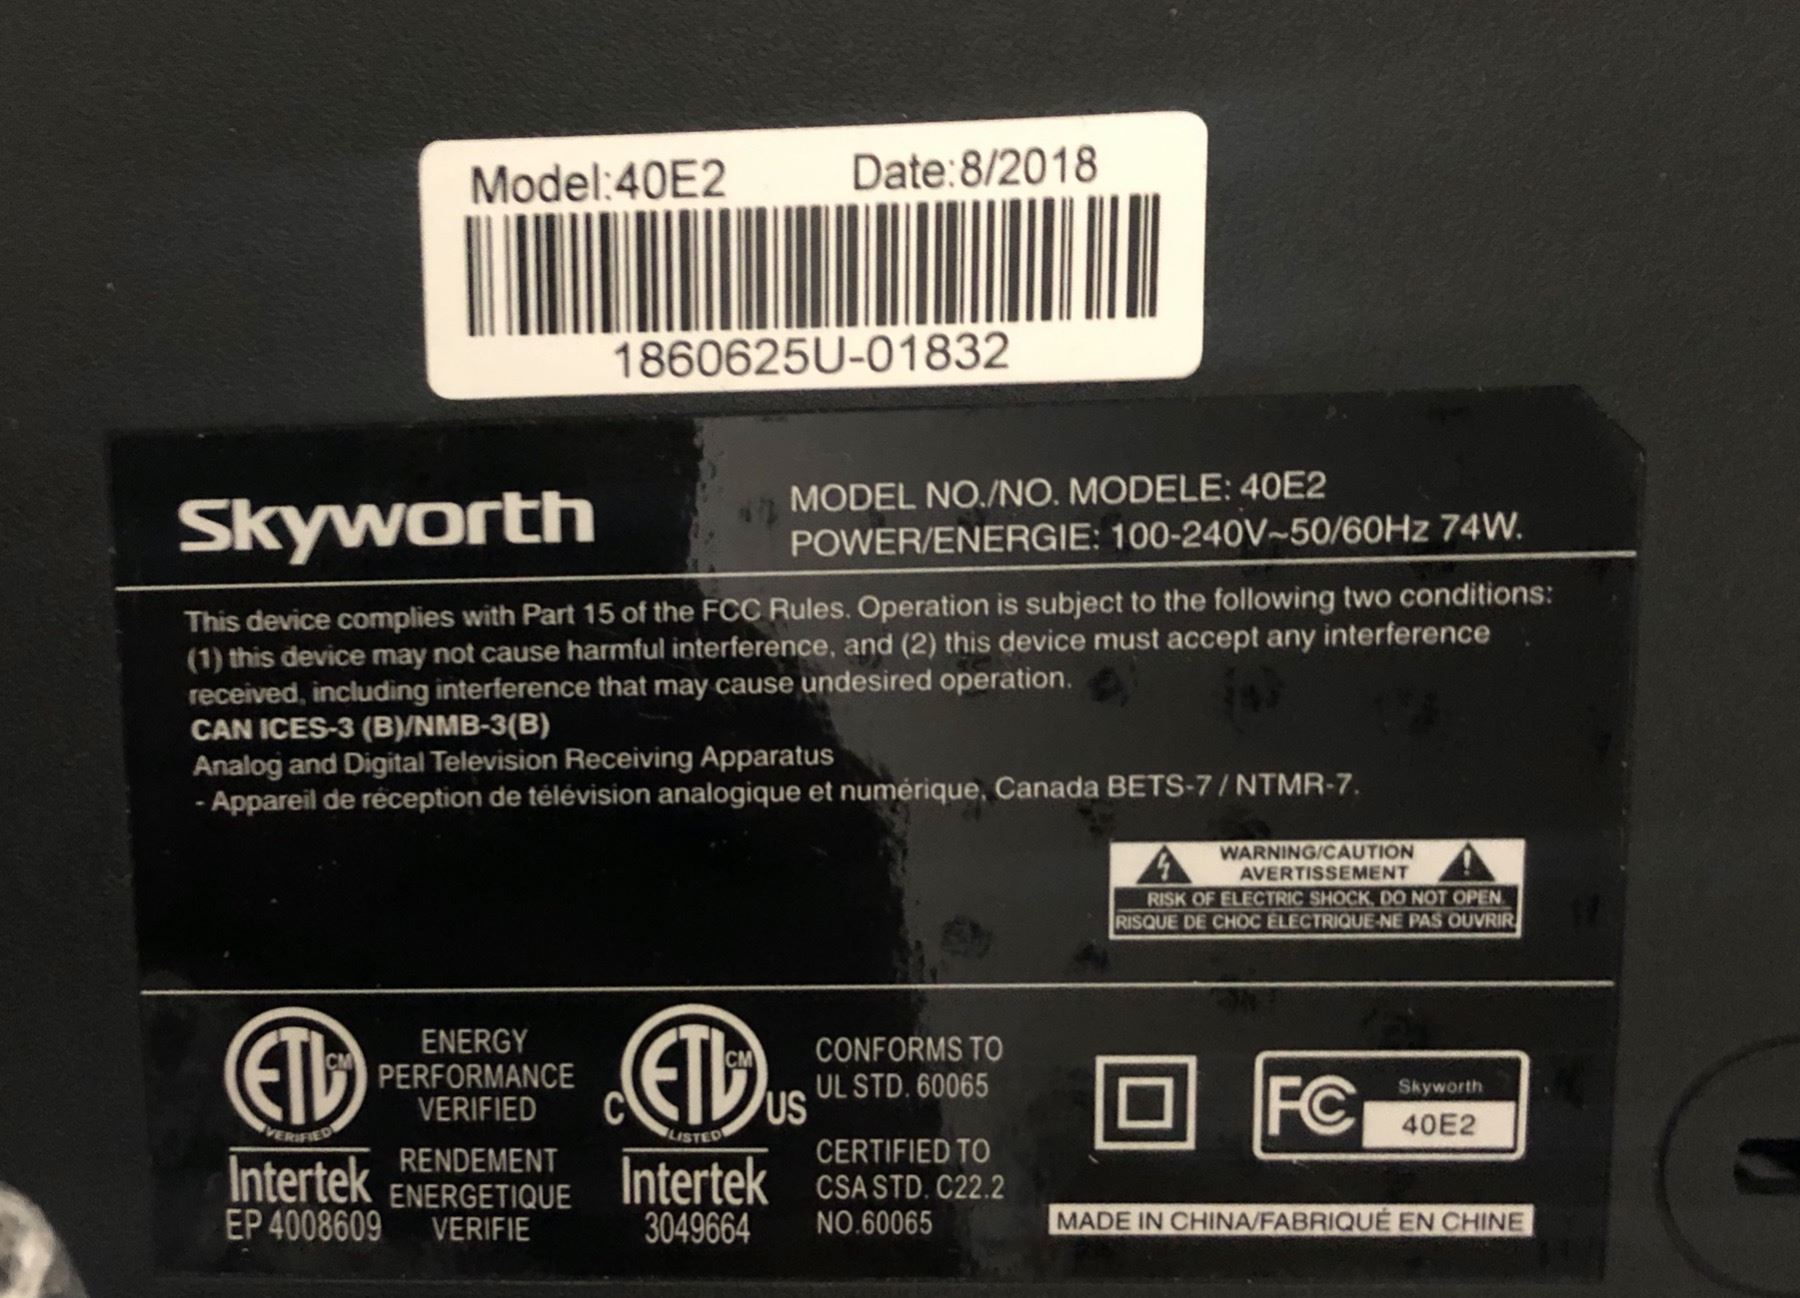 Model:40E2 Date:8/2018
1860625U-01832
Skyworth
MODEL NO./NO. MODELE: 40E2
POWER/ENERGIE: 100-240V~50/60Hz 74W.
This device complies with Part 15 of the FCC Rules. Operation is subject to the following two conditions:
(1) this device may not cause harmful interference, and (2) this device must accept any interference
received, including interference that may cause undesired operation.
CAN ICES-3 (B)/NMB-3(B)
Analog and Digital Television Receiving Apparatus
- Appareil de réception de télévision analogique et numérique, Canada BETS-7 / NTMR-7.
WARNING/CAUTION
AVERTISSEMENT
RISK OF ELECTRIC SHOCK, DO NOT OPEN.
RISQUE DE CHOC ÉLECTRIQUE-NE PAS OUVRIR
ETL CM
VERIFIED
Intertek
EP 4008609
ENERGY
PERFORMANCE
VERIFIED
RENDEMENT
ENERGETIQUE
VERIFIE
C ETL CM US
LISTED
Intertek
3049664
CONFORMS TO
UL STD. 60065
CERTIFIED TO
CSA STD. C22.2
NO.60065
FC Skyworth
40E2
MADE IN CHINA/FABRIQUÉ EN CHINE